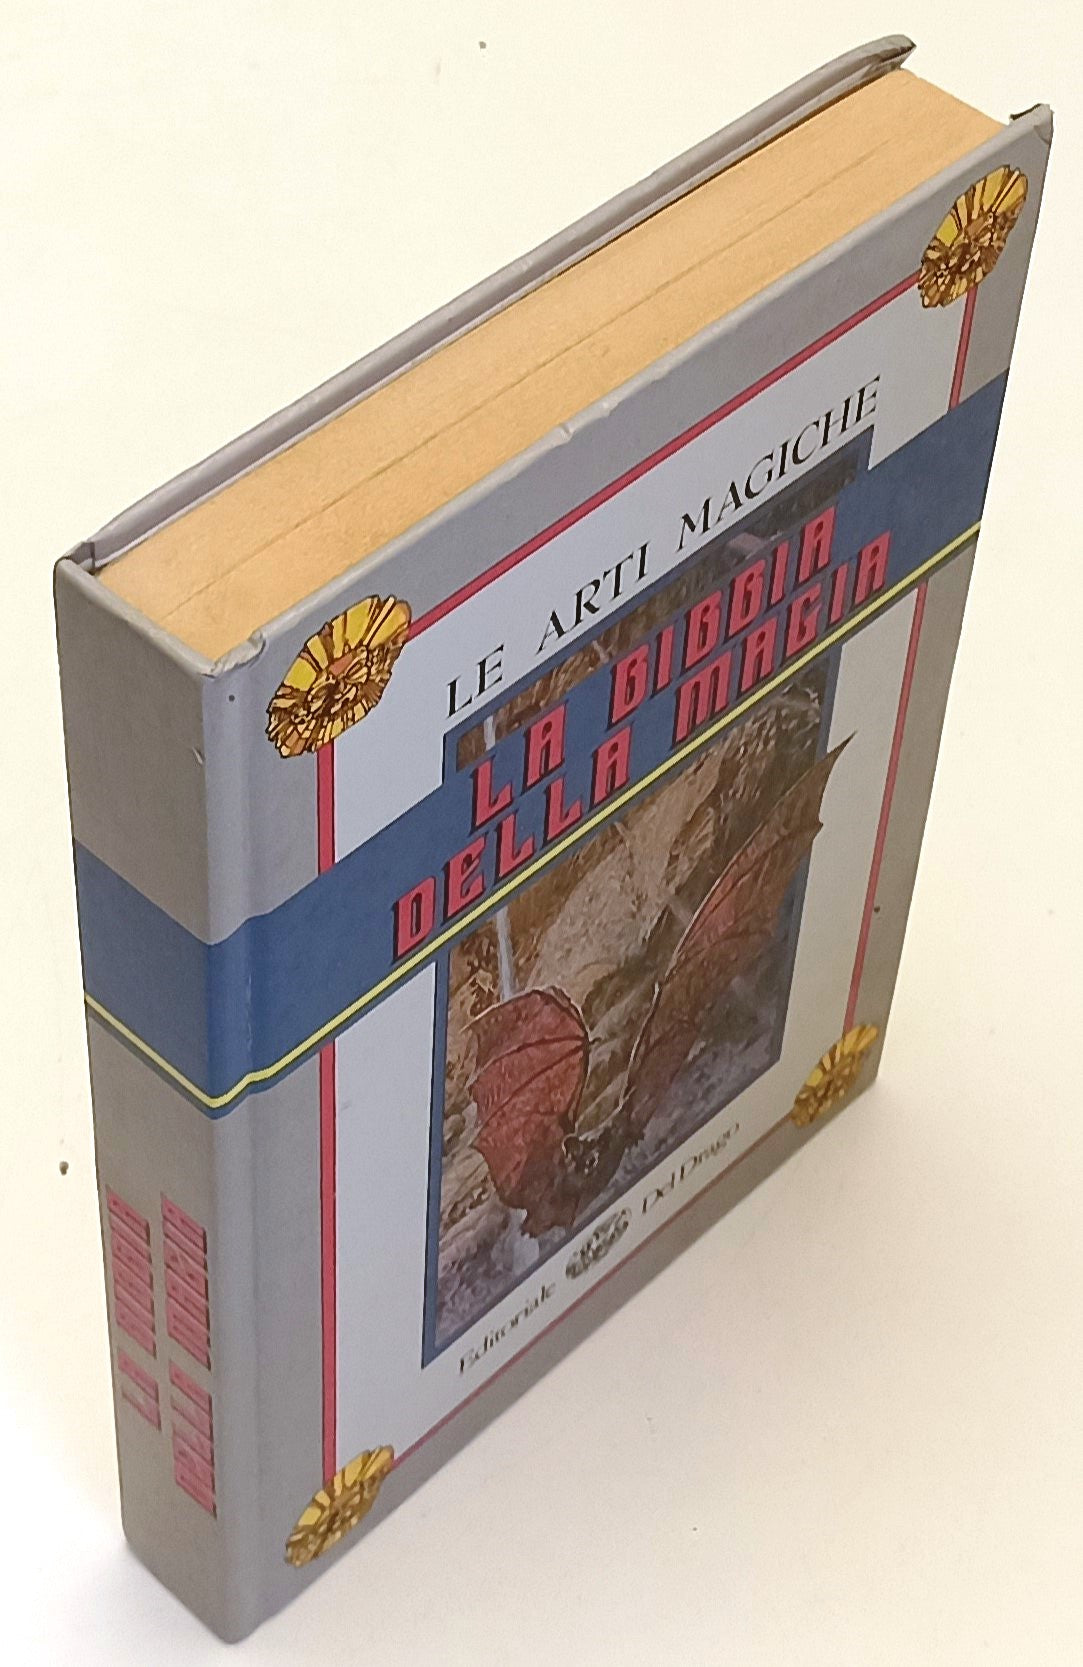 LE ARTI MAGICHE
LA BIBBIA
DELLA MAGIA
Editoriale Del Drago
LA BIBBIA
DELLA MAGIA